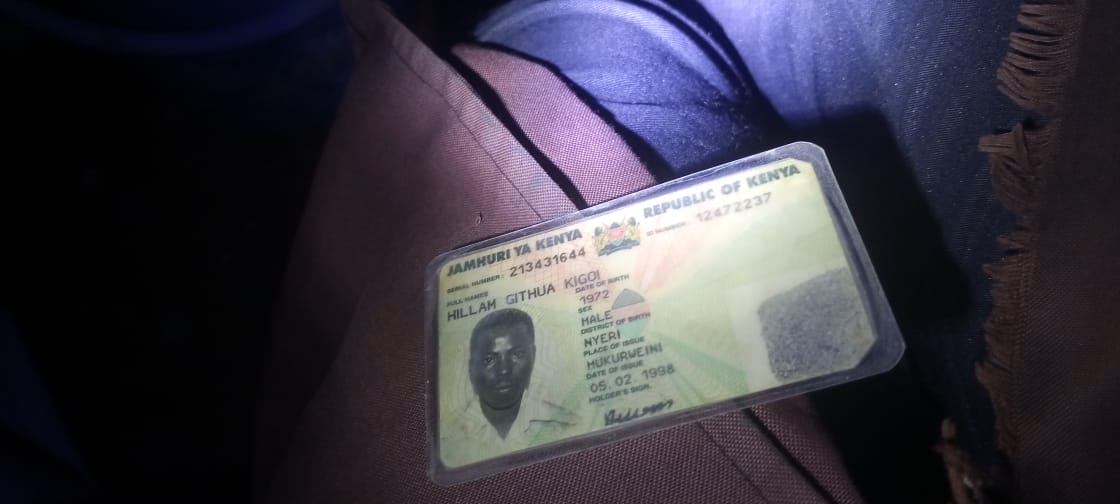 JAMHURI YA KENYA REPUBLIC OF KENYA
SERIAL NUMBER: 213431644 ID NUMBER: 12472237
FULL NAMES
HILLAM GITHUA KIGOI
DATE OF BIRTH
1972
SEX
MALE
DISTRICT OF BIRTH
NYERI
PLACE OF ISSUE
MUKURWEINI
DATE OF ISSUE
05. 02. 1998
HOLDER'S SIGN.